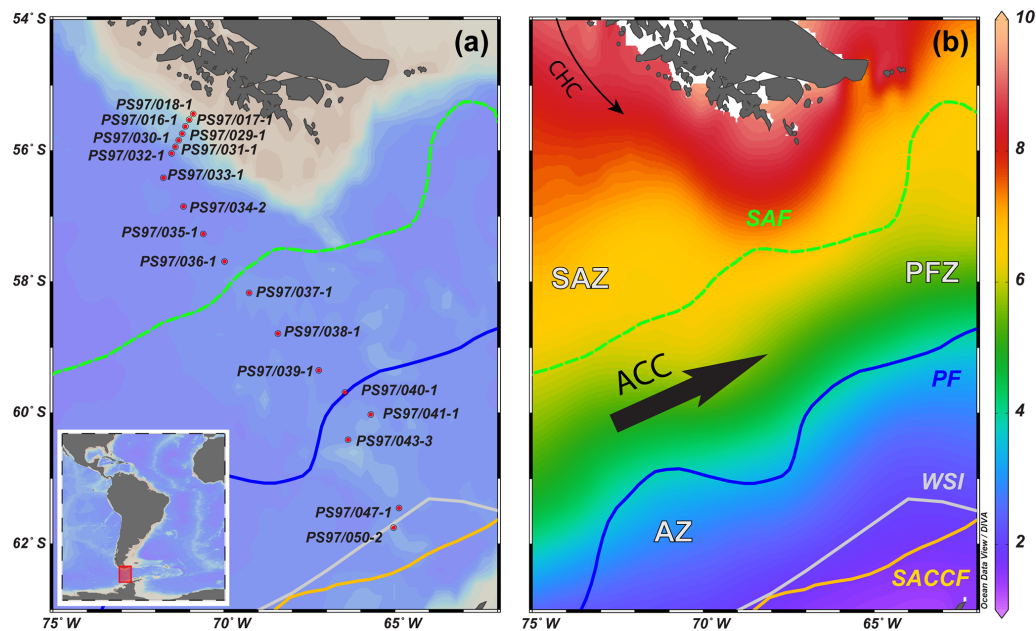 54° S
56° S
58° S
60° S
62° S
(a)
PS97/018-1
PS97/016-1
PS97/017-1
PS97/030-1
PS97/029-1
PS97/031-1
PS97/032-1
PS97/033-1
PS97/034-2
PS97/035-1
PS97/036-1
PS97/037-1
PS97/038-1
PS97/039-1
PS97/040-1
PS97/041-1
PS97/043-3
PS97/047-1
PS97/050-2
75° W
70° W
65° W
(b)
CHC
SAF
SAZ
PFZ
ACC
PF
WSI
AZ
SACCF
75° W
70° W
65° W
Ocean Data View / DIVA
10
8
6
4
2